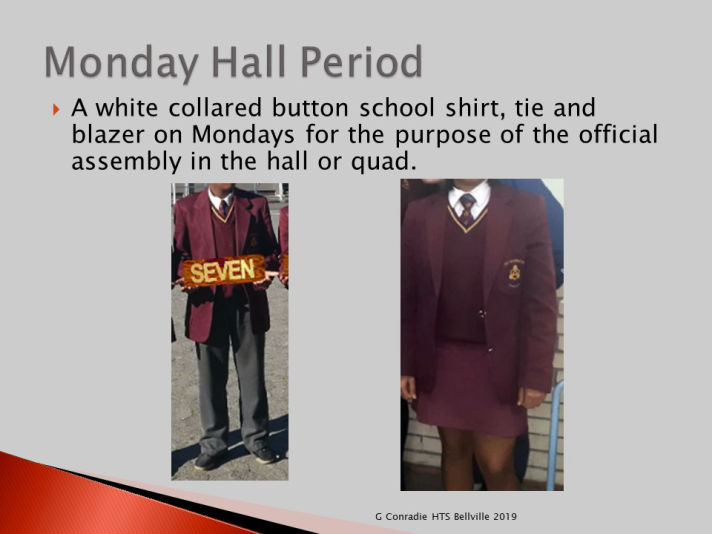 Monday Hall Period
A white collared button school shirt, tie and
blazer on Mondays for the purpose of the official
assembly in the hall or quad.
SEVEN
G Conradie HTS Bellville 2019